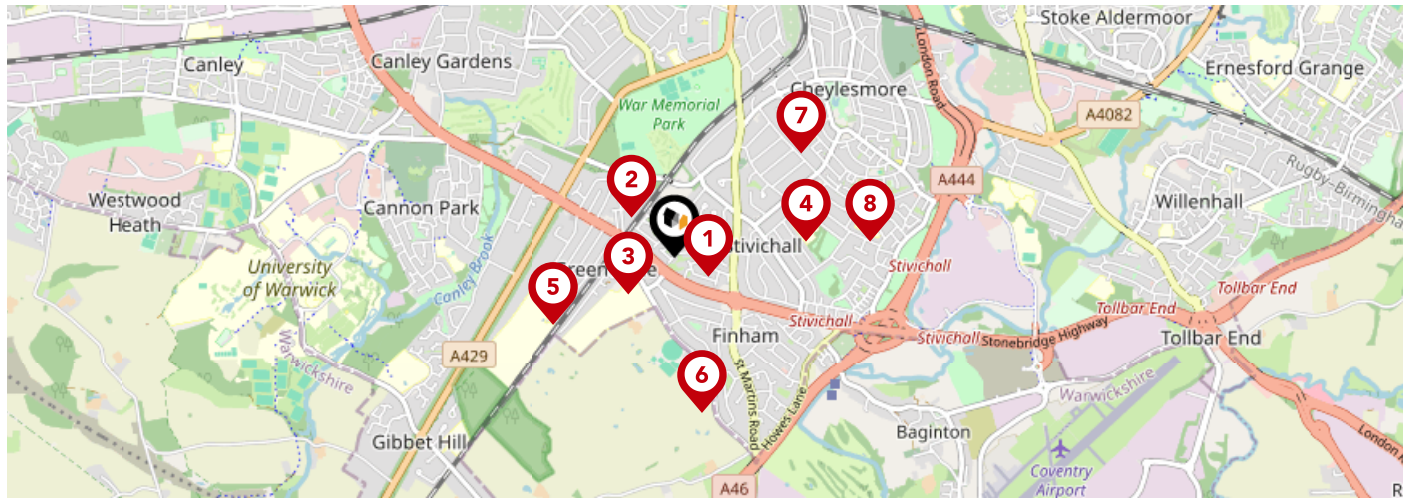 Stoke Aldermoor
Canley
Canley Gardens
Ernesford Grange
London Road
War Memorial
Park
Cheylesmore
A4082
7
Rugby-Birmingham
2
A444
Westwood
Heath
Cannon Park
4
8
Willenhall
1
Stivichall
3
University
of Warwick
Canley Brook
5
Stivichall
Tollbar End
Tollbar End
Stivichall
Stivichall
Stonebridge Highway
Finham
Tollbar End
Warwickshire
A429
6
St Martins Road
Howes Lane
Warwickshire
Gibbet Hill
Baginton
London
Coventry
Airport
A46